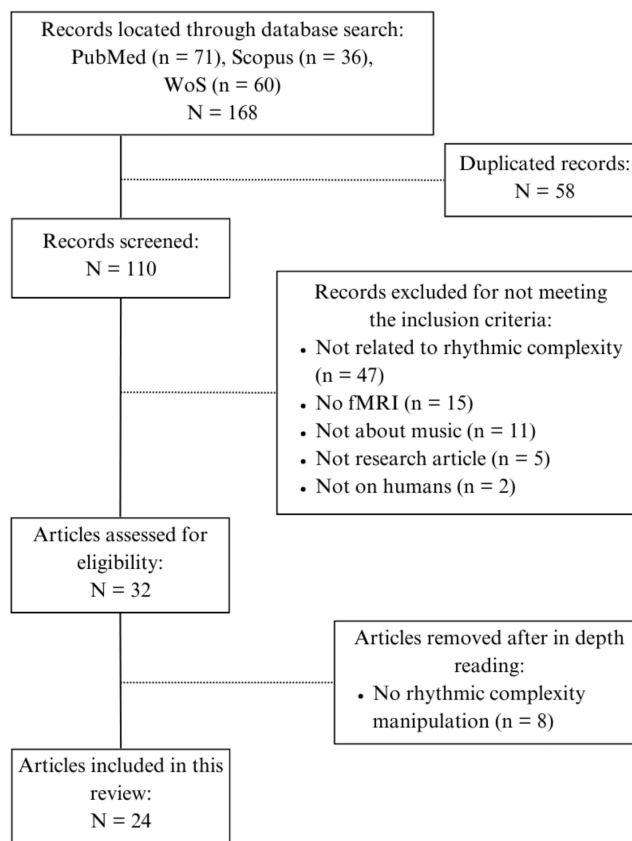 Records located through database search:
PubMed (n = 71), Scopus (n = 36),
WoS (n = 60)
N = 168
Duplicated records:
N = 58
Records screened:
N = 110
Records excluded for not meeting
the inclusion criteria:
• Not related to rhythmic complexity
(n = 47)
• No fMRI (n = 15)
• Not about music (n = 11)
• Not research article (n = 5)
• Not on humans (n = 2)
Articles assessed for
eligibility:
N = 32
Articles removed after in depth
reading:
• No rhythmic complexity
manipulation (n = 8)
Articles included in this
review:
N = 24